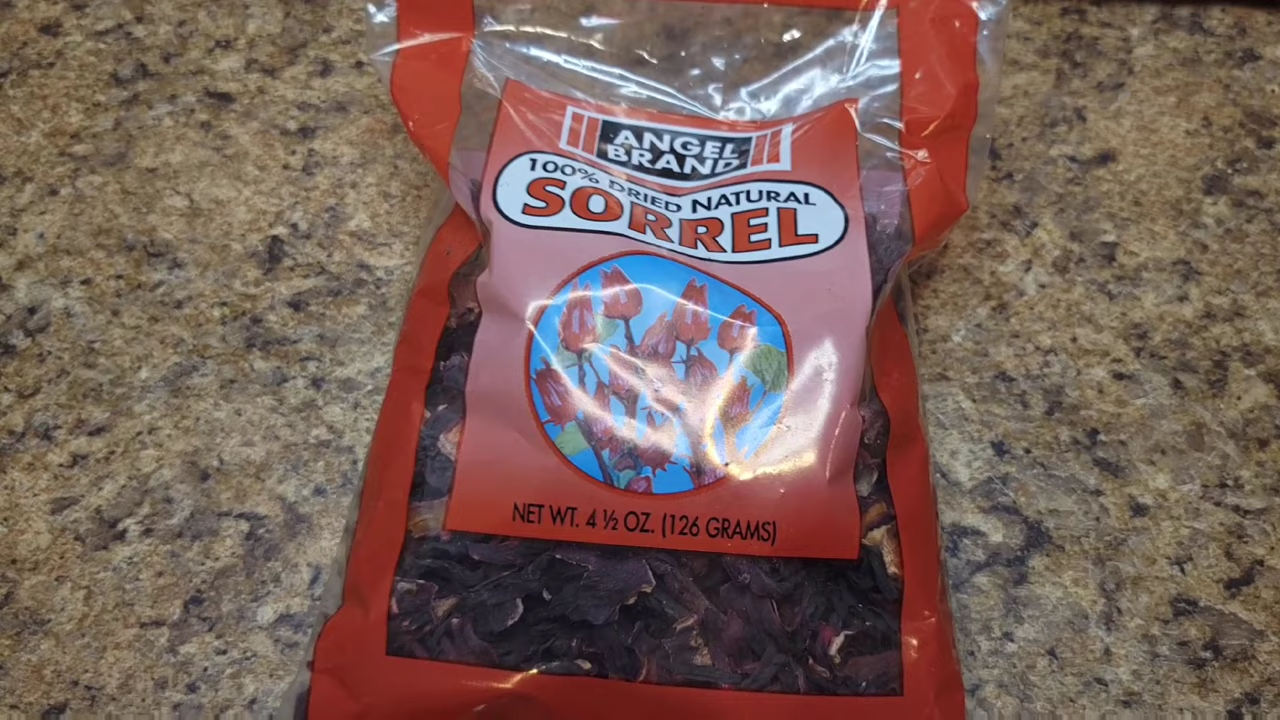 ANGEL
BRAND
100% DRIED NATURAL
SORREL
NET WT. 4 ½ OZ. (126 GRAMS)